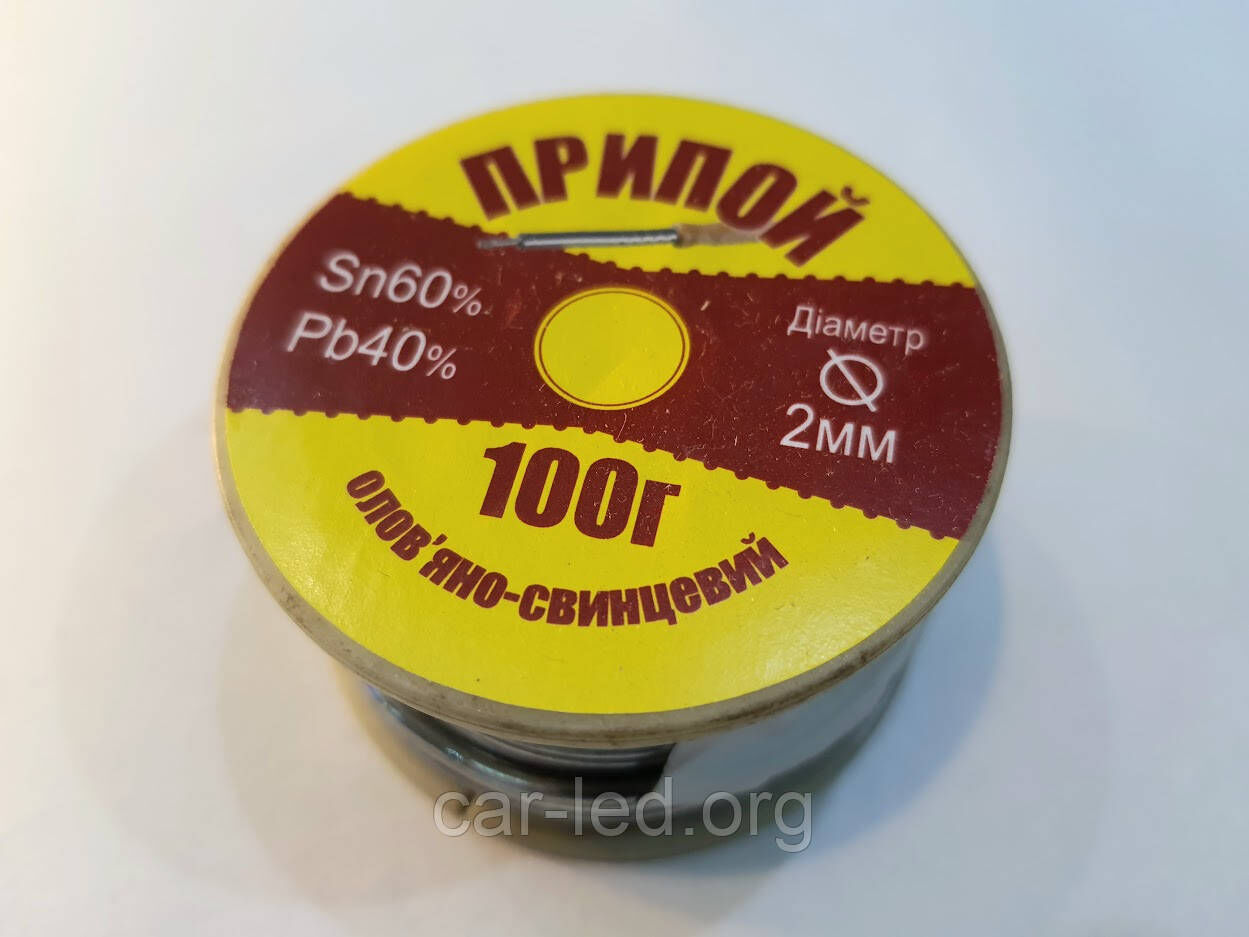 ПРИПОЙ
Sn60%
Pb40%
Діаметр
Ø
2мм
100г
олов'яно-свинцевий
car-led.org